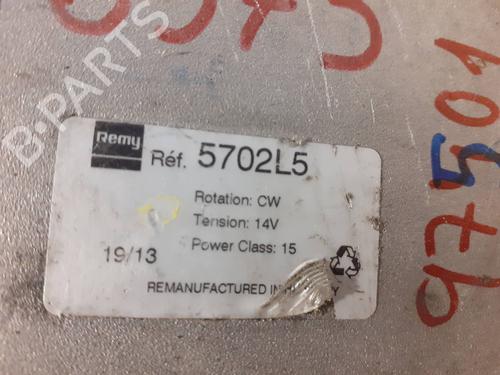 B-PARTS
97501
Remy
Réf. 5702L5
Rotation: CW
Tension: 14V
Power Class: 15
19/13
REMANUFACTURED IN